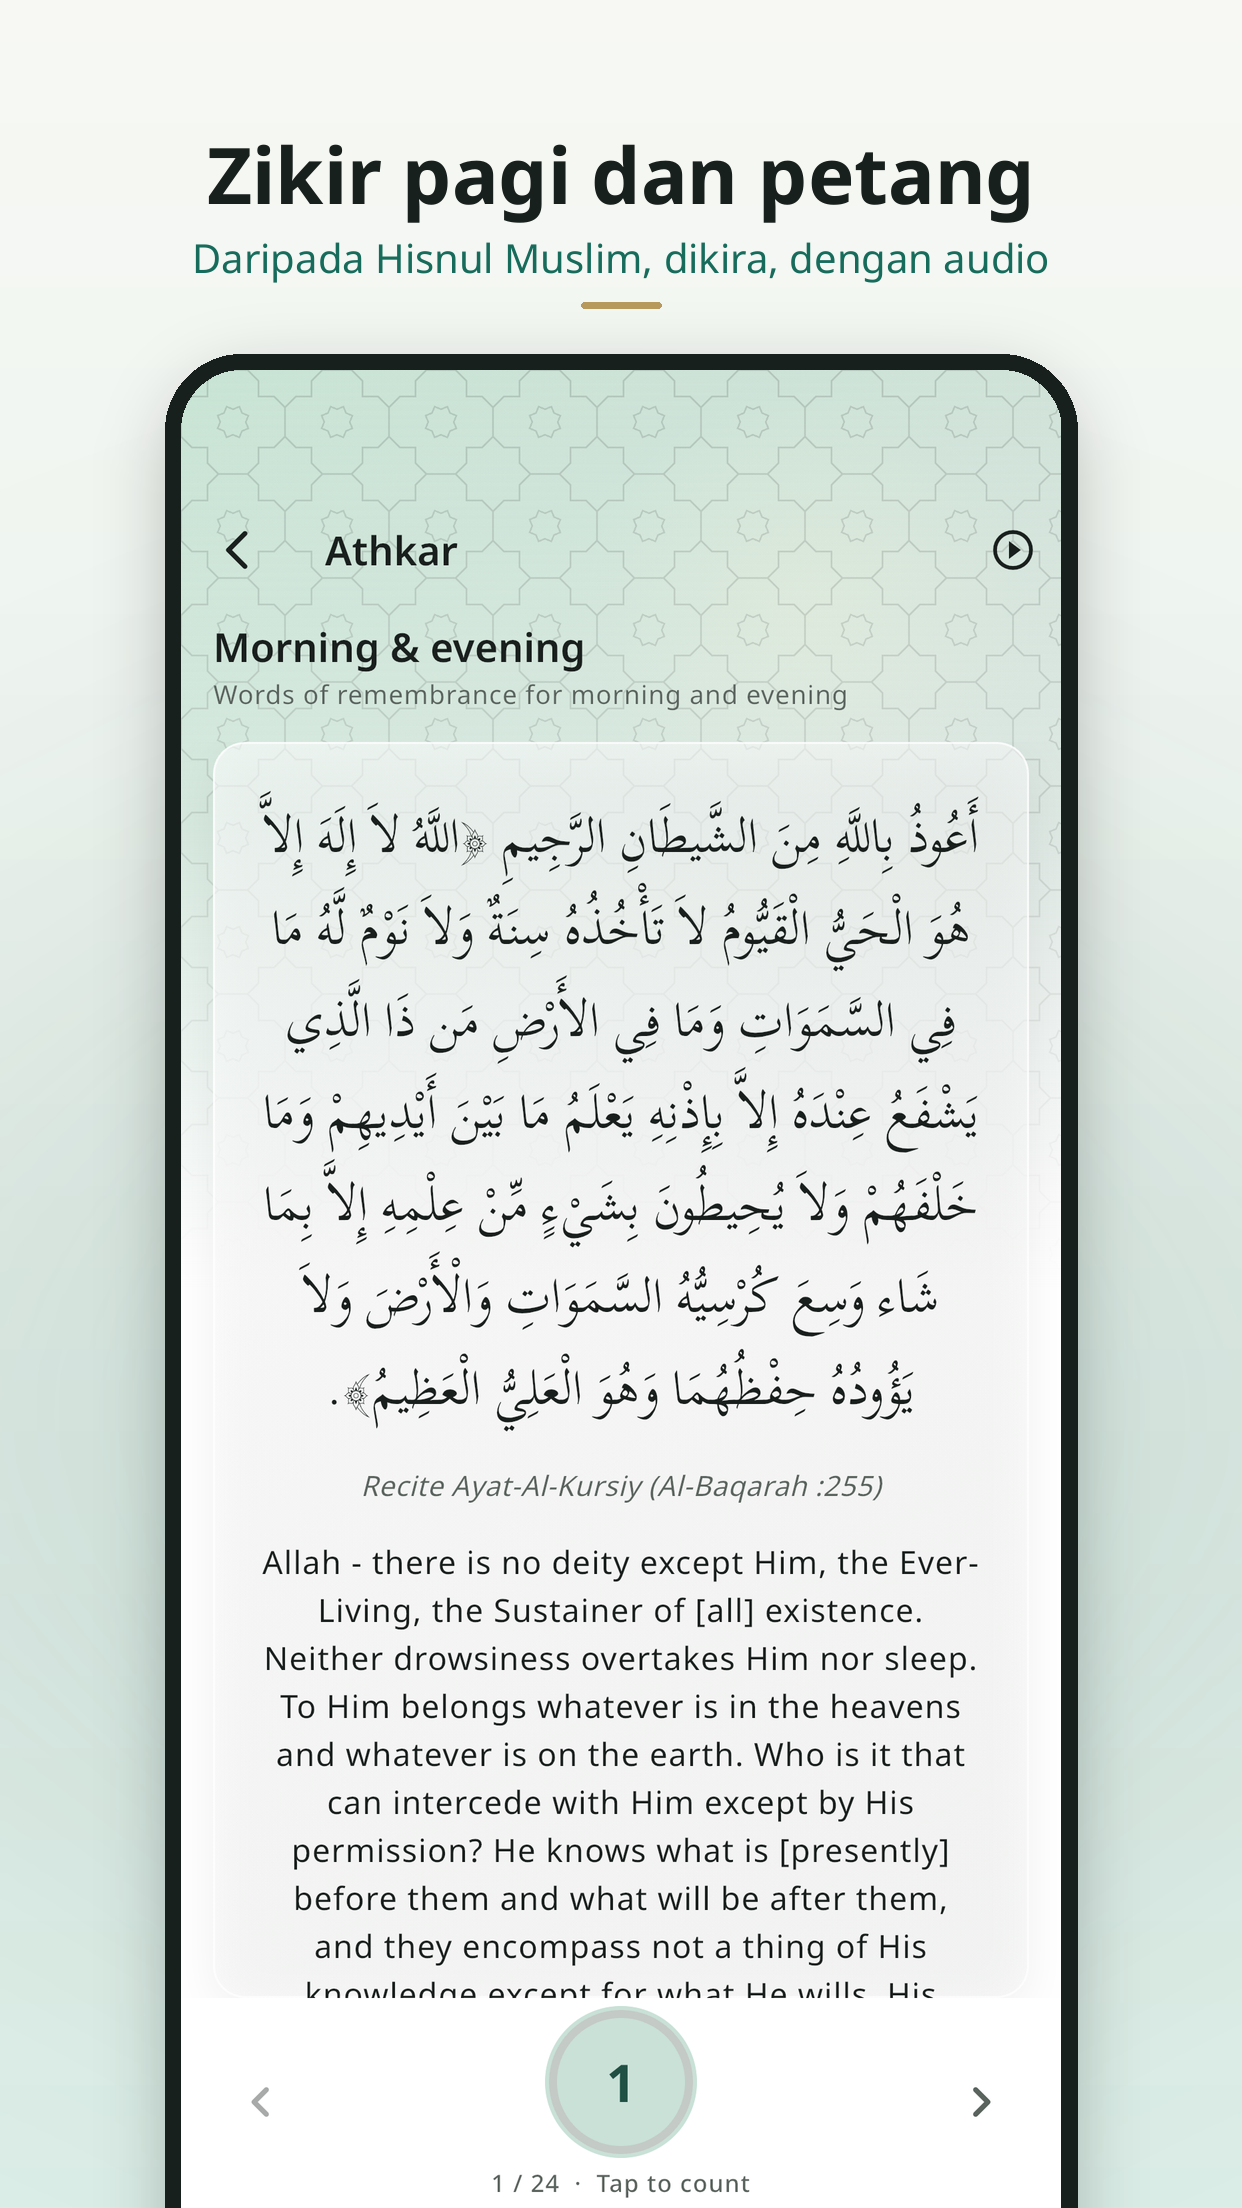 Zikir pagi dan petang
Daripada Hisnul Muslim, dikira, dengan audio
Athkar
Morning & evening
Words of remembrance for morning and evening
أَعُوذُ بِاللَّهِ مِنَ الشَّيطَانِ الرَّجِيمِ ﴿اللَّهُ لاَ إِلَهَ إِلاَّ
هُوَ الْحَيُّ الْقَيُّومُ لاَ تَأْخُذُهُ سِنَةٌ وَلاَ نَوْمٌ لَّهُ مَا
فِي السَّمَوَاتِ وَمَا فِي الأَرْضِ مَن ذَا الَّذِي
يَشْفَعُ عِنْدَهُ إِلاَّ بِإِذْنِهِ يَعْلَمُ مَا بَيْنَ أَيْدِيهِمْ وَمَا
خَلْفَهُمْ وَلاَ يُحِيطُونَ بِشَيْءٍ مِّنْ عِلْمِهِ إِلاَّ بِمَا
شَاء وَسِعَ كُرْسِيُّهُ السَّمَوَاتِ وَالْأَرْضَ وَلاَ
يَؤُودُهُ حِفْظُهُمَا وَهُوَ الْعَلِيُّ الْعَظِيمُ﴾.
Recite Ayat-Al-Kursiy (Al-Baqarah :255)
Allah - there is no deity except Him, the Ever-
Living, the Sustainer of [all] existence.
Neither drowsiness overtakes Him nor sleep.
To Him belongs whatever is in the heavens
and whatever is on the earth. Who is it that
can intercede with Him except by His
permission? He knows what is [presently]
before them and what will be after them,
and they encompass not a thing of His
knowledge except for what He wills. His
1
1 / 24 · Tap to count